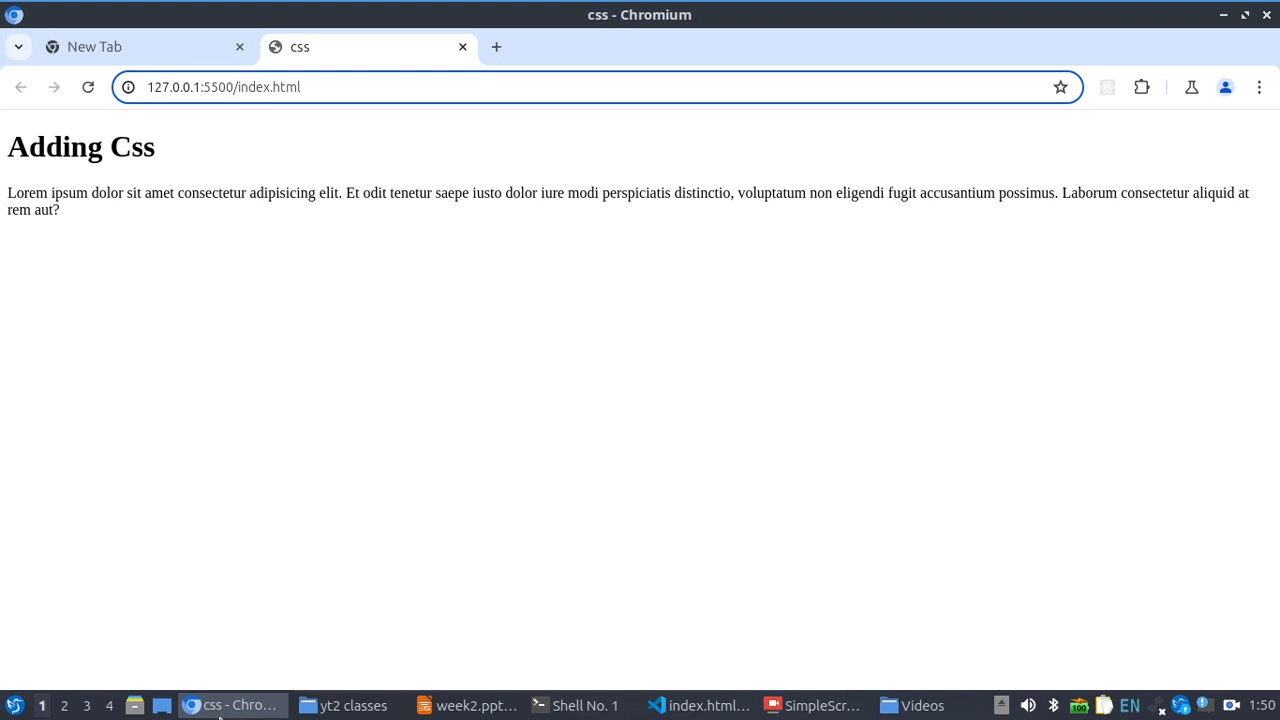 css - Chromium
New Tab
css
127.0.0.1:5500/index.html
Adding Css
Lorem ipsum dolor sit amet consectetur adipisicing elit. Et odit tenetur saepe iusto dolor iure modi perspiciatis distinctio, voluptatum non eligendi fugit accusantium possimus. Laborum consectetur aliquid at
rem aut?
1 2 3 4 css - Chro... yt2 classes week2.ppt... Shell No. 1 index.html... SimpleScr... Videos 100 EN 1:50